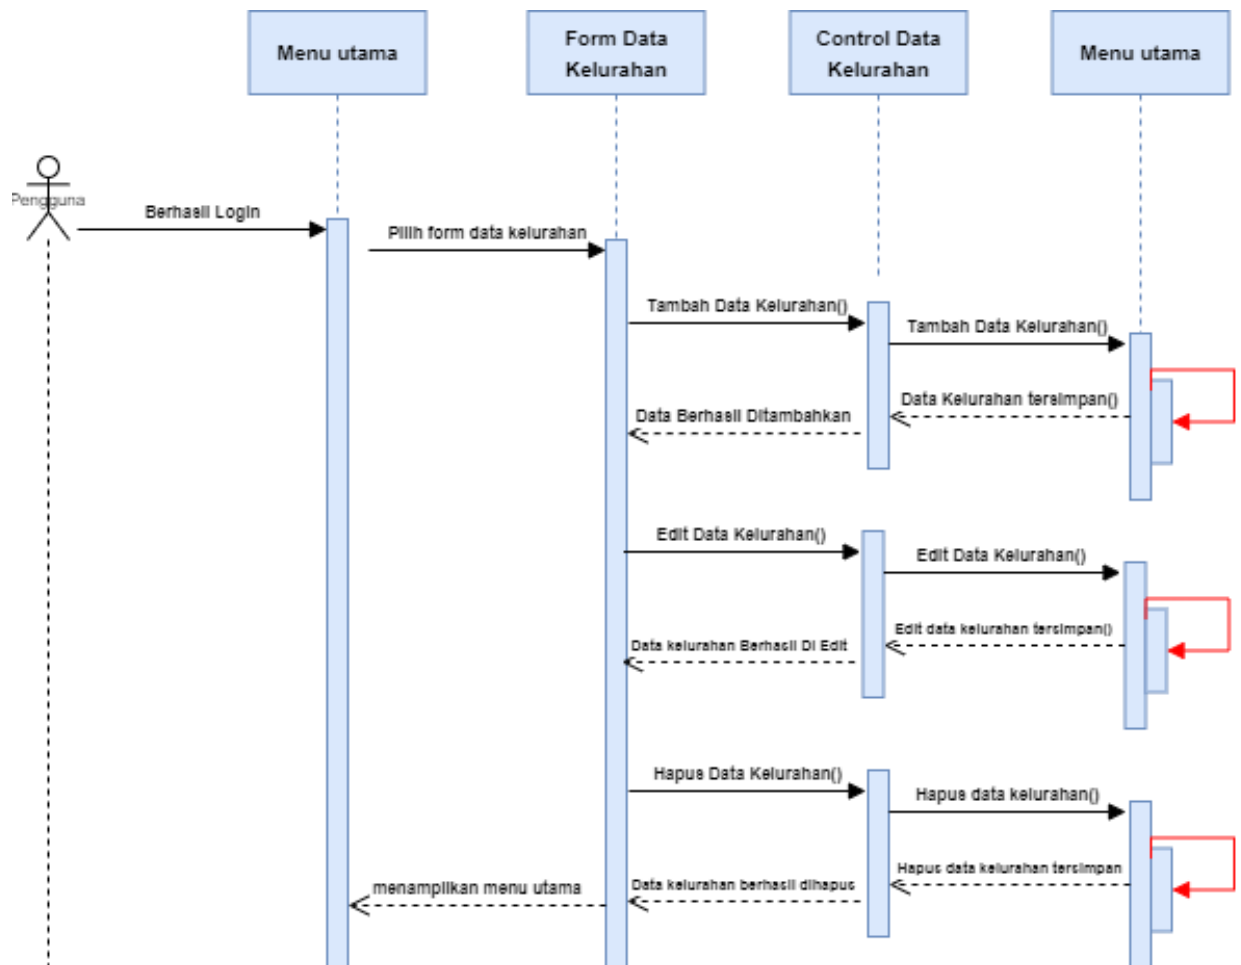 Menu utama
Form Data
Kelurahan
Control Data
Kelurahan
Menu utama
Pengguna
Berhasil Login
Pilih form data kelurahan
Tambah Data Kelurahan()
Tambah Data Kelurahan()
Data Kelurahan tersimpan()
Data Berhasil Ditambahkan
Edit Data Kelurahan()
Edit Data Kelurahan()
Edit data kelurahan tersimpan()
Data kelurahan Berhasil Di Edit
Hapus Data Kelurahan()
Hapus data kelurahan()
Hapus data kelurahan tersimpan
Data kelurahan berhasil dihapus
menampilkan menu utama